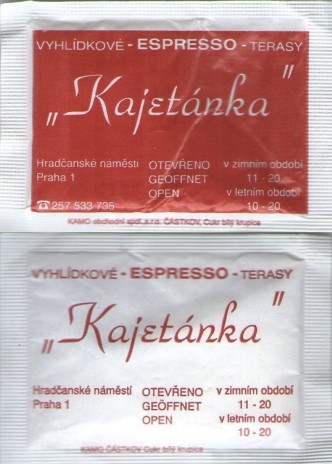 VYHLÍDKOVÉ - ESPRESSO - TERASY
„Kajetánka"
Hradčanské náměstí OTEVŘENO v zimním období
Praha 1 GEÖFFNET 11 - 20
OPEN v letním období
☎ 257 533 735 10 - 20
KAMO obchodní spol. s.r.o. ČÁSTKOV, Cukr bílý krupice
VYHLÍDKOVÉ - ESPRESSO - TERASY
„Kajetánka"
Hradčanské náměstí OTEVŘENO v zimním období
Praha 1 GEÖFFNET 11 - 20
OPEN v letním období
10 - 20
KAMO ČÁSTKOV Cukr bílý krupice